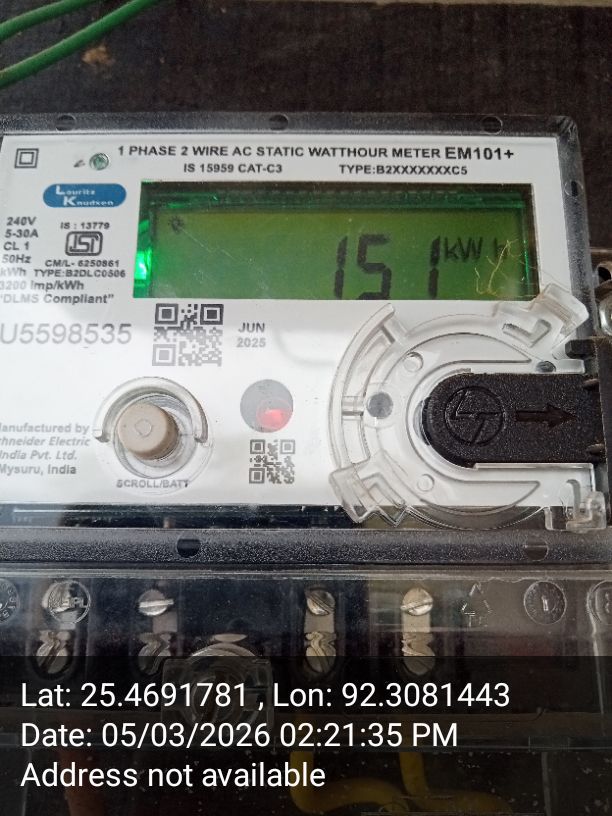 1 PHASE 2 WIRE AC STATIC WATTHOUR METER EM101+
IS 15959 CAT-C3 TYPE:B2XXXXXXXC5
Lauritz
Knudsen
240V
5-30A
CL 1
50Hz
kWh
3200 Imp/kWh
"DLMS Compliant"
IS : 13779
ISI
CM/L- 6250861
TYPE:B2DLC0506
151 kW
U5598535
JUN
2025
Manufactured by
chneider Electric
India Pvt. Ltd.
Mysuru, India
SCROLL/BATT
Lat: 25.4691781 , Lon: 92.3081443
Date: 05/03/2026 02:21:35 PM
Address not available